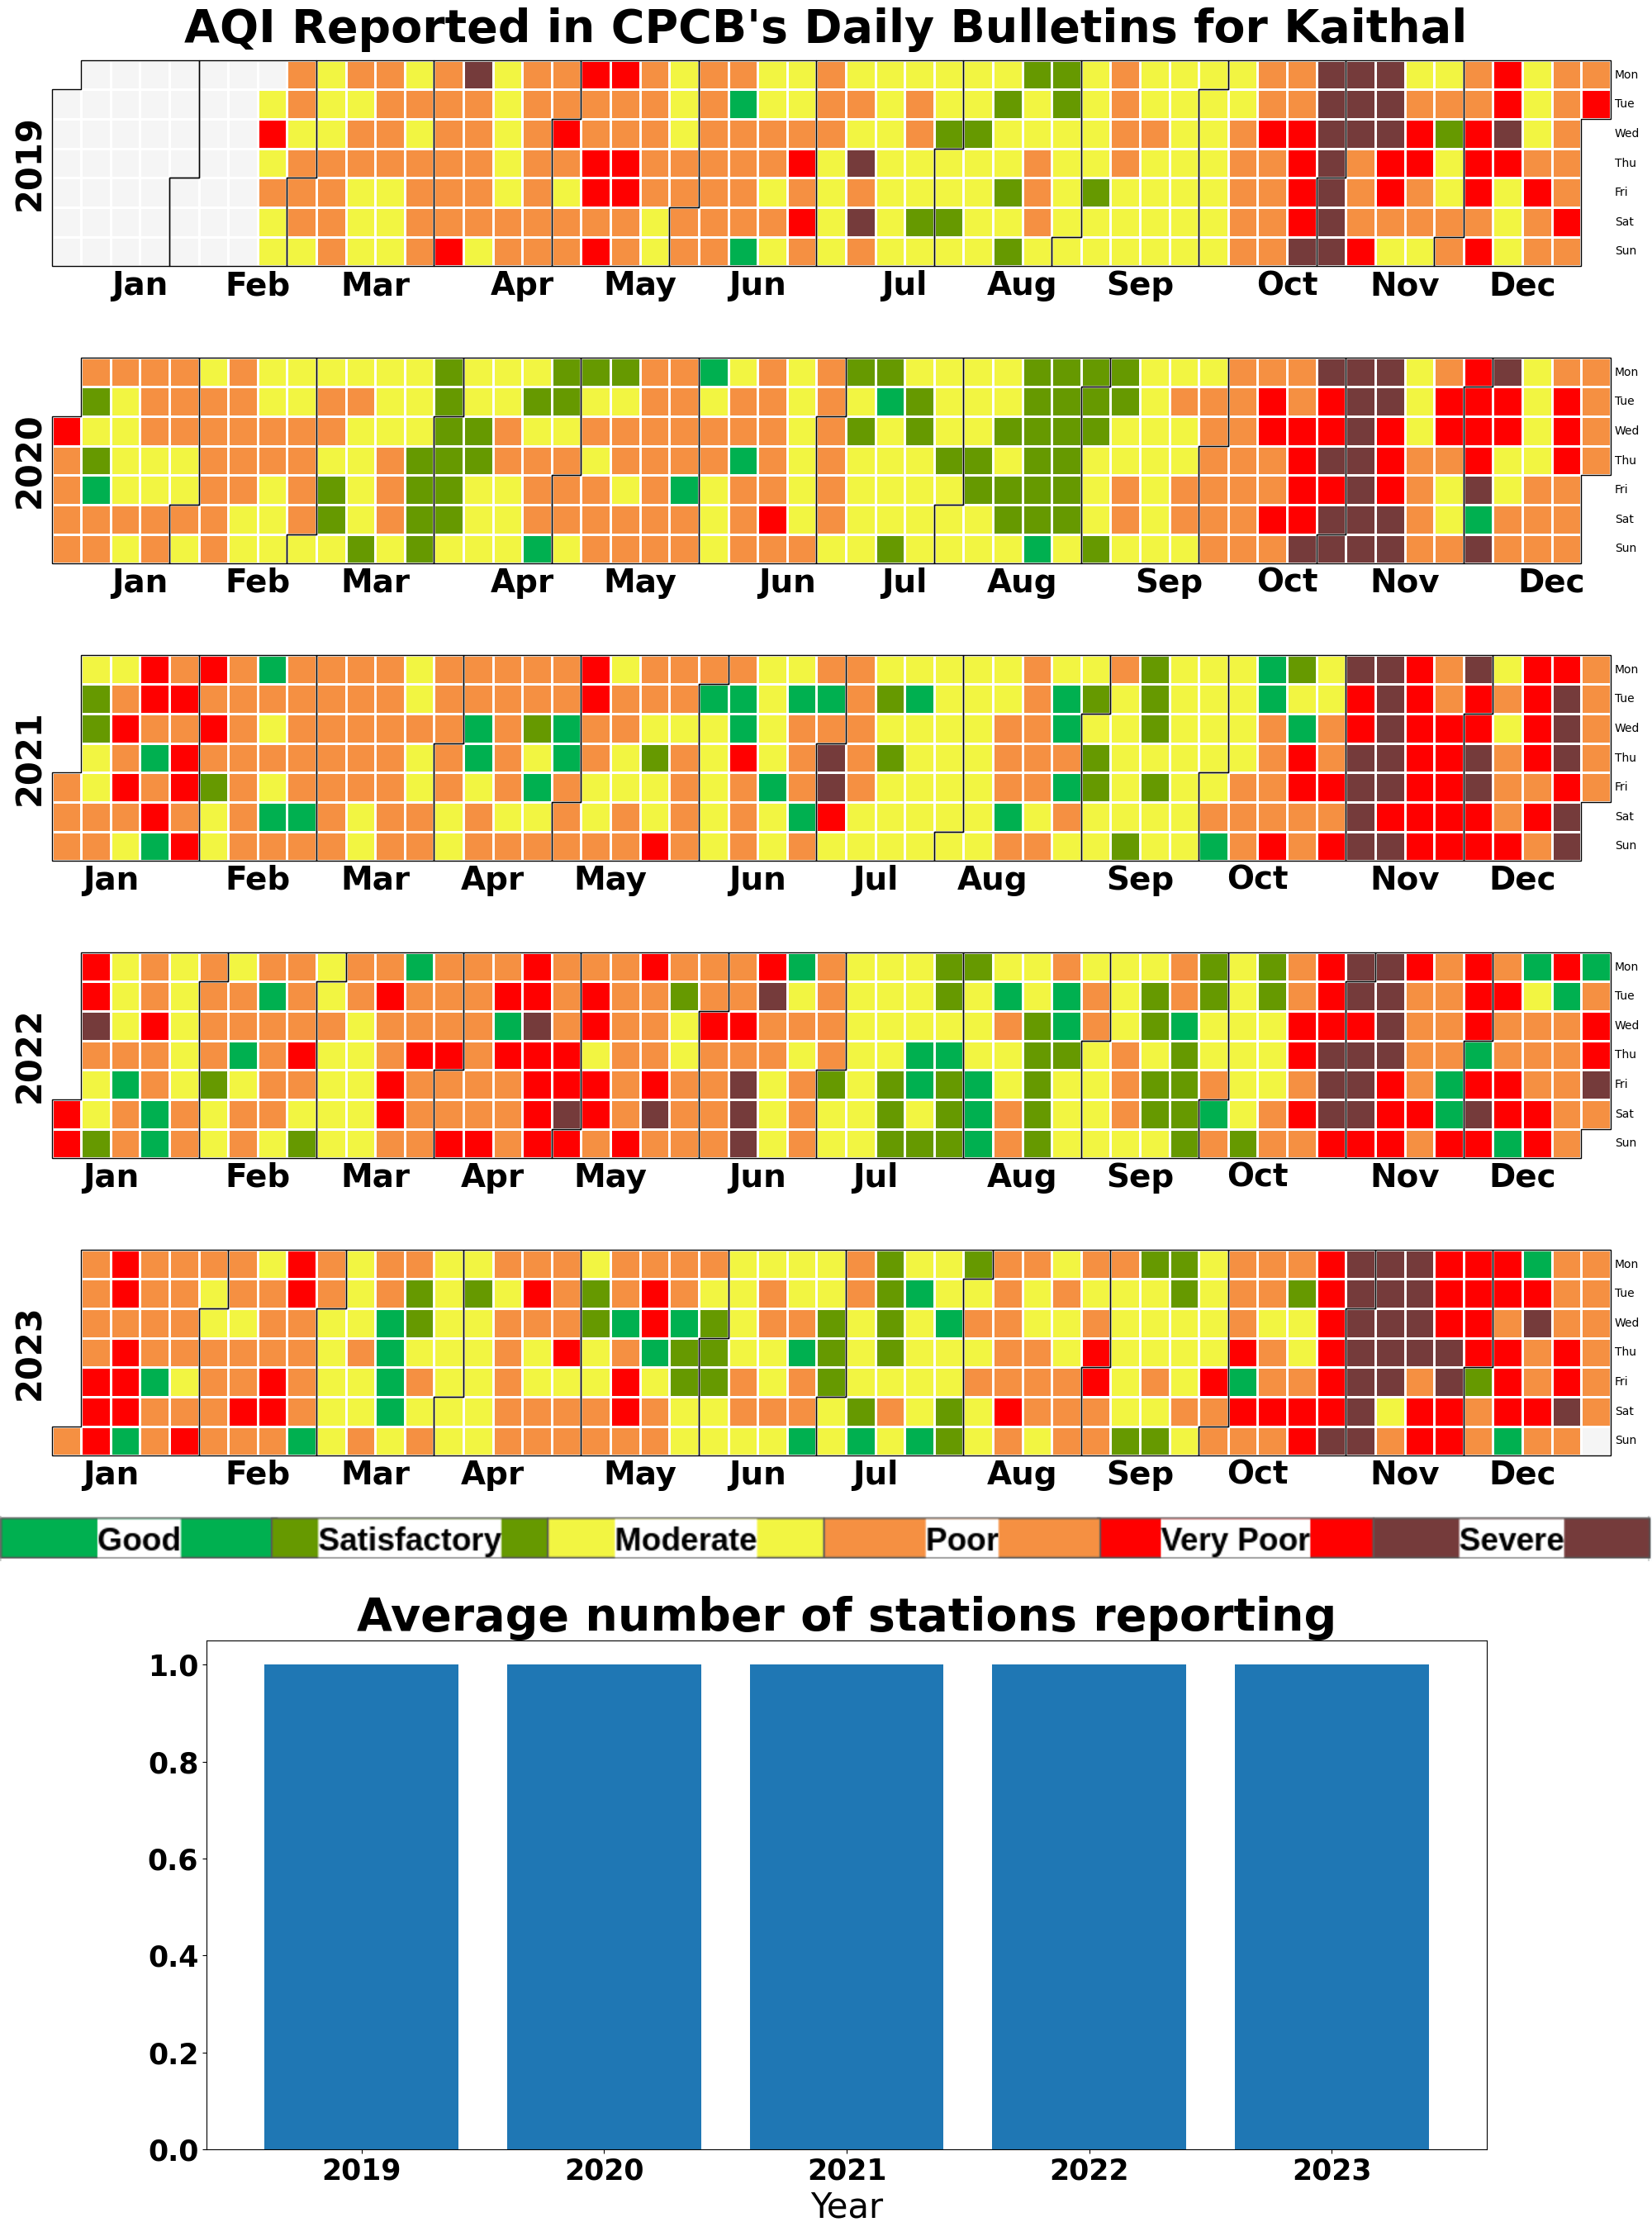 AQI Reported in CPCB's Daily Bulletins for Kaithal
2019
Mon
Tue
Wed
Thu
Fri
Sat
Sun
Jan Feb Mar Apr May Jun Jul Aug Sep Oct Nov Dec
2020
Mon
Tue
Wed
Thu
Fri
Sat
Sun
Jan Feb Mar Apr May Jun Jul Aug Sep Oct Nov Dec
2021
Mon
Tue
Wed
Thu
Fri
Sat
Sun
Jan Feb Mar Apr May Jun Jul Aug Sep Oct Nov Dec
2022
Mon
Tue
Wed
Thu
Fri
Sat
Sun
Jan Feb Mar Apr May Jun Jul Aug Sep Oct Nov Dec
2023
Mon
Tue
Wed
Thu
Fri
Sat
Sun
Jan Feb Mar Apr May Jun Jul Aug Sep Oct Nov Dec
Good Satisfactory Moderate Poor Very Poor Severe
Average number of stations reporting
1.0
0.8
0.6
0.4
0.2
0.0
2019 2020 2021 2022 2023
Year